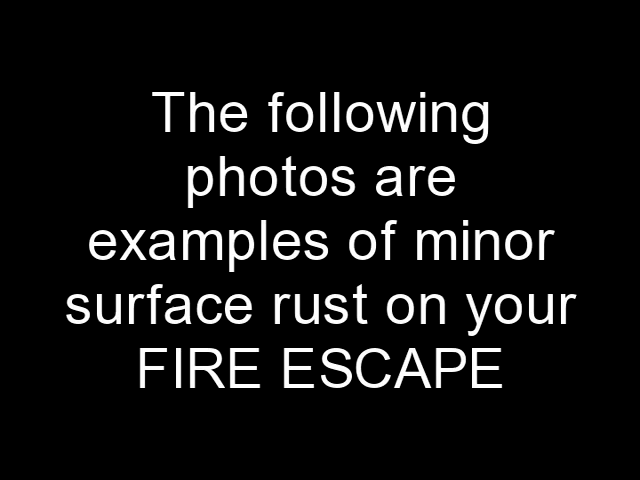 The following
photos are
examples of minor
surface rust on your
FIRE ESCAPE